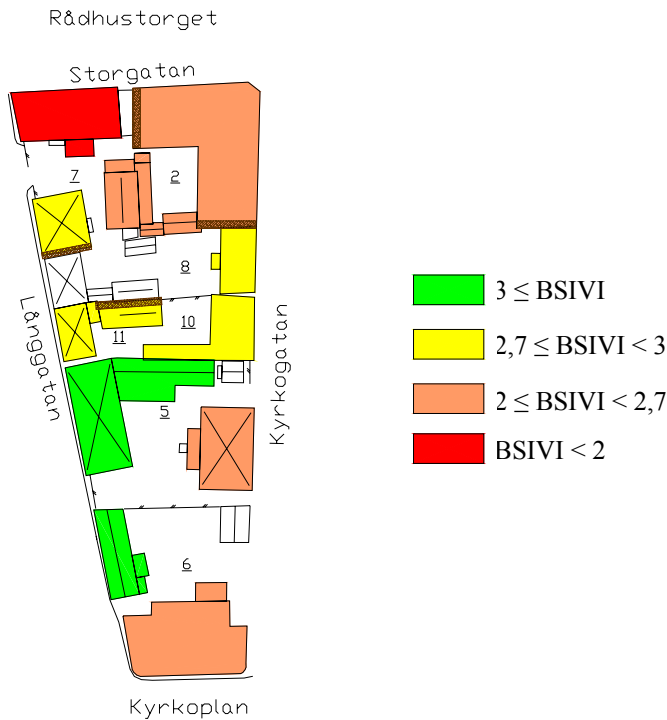 Rådhustorget
Storgatan
7
2
8
Långgatan
11
10
Kyrkogatan
5
6
Kyrkoplan
3 ≤ BSIVI
2,7 ≤ BSIVI < 3
2 ≤ BSIVI < 2,7
BSIVI < 2